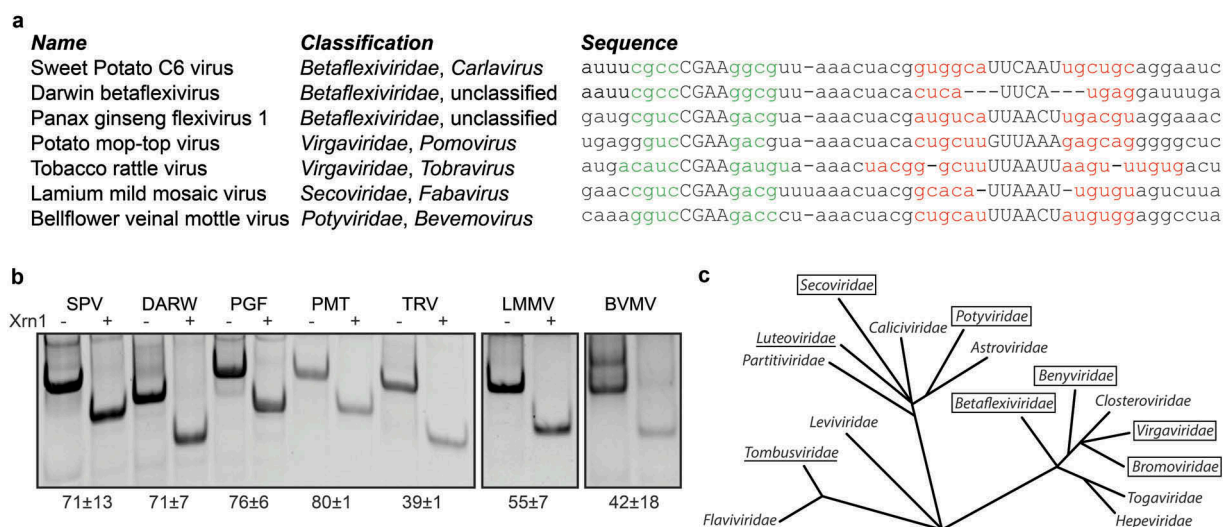 a
Name Classification Sequence
Sweet Potato C6 virus Betaflexiviridae, Carlavirus auuucgccCGAAggcguu-aaacuacgguggcaUUCAAUugcugcaggaauc
Darwin betaflexivirus Betaflexiviridae, unclassified aauucgccCGAAggcguu-aaacuacacuca---UUCA---ugaggauuuga
Panax ginseng flexivirus 1 Betaflexiviridae, unclassified gaugcgucCGAAgacgua-aaacuacgaugucaUUAACUugacguaggaaac
Potato mop-top virus Virgaviridae, Pomovirus ugagggucCGAAgacgua-aaacuacgcugcuuGUUAAAgagcaggggggcuc
Tobacco rattle virus Virgaviridae, Tobravirus augacaucCGAAgauguu-aaacuacgg-gcuuUUAAUUaagu-uugugacu
Lamium mild mosaic virus Secoviridae, Fabavirus gaaccgucCGAAgacguuuaaacuacgggcaca-UUAAAU-uguguagucuua
Bellflower veinal mottle virus Potyviridae, Bevemovirus caaaggucCGAAgacccu-aaacuacgcugcauUUAACUauguggaggccua
b
SPV DARW PGF PMT TRV LMMV BVMV
Xrn1 - + - + - + - + - + - + - +
71±13 71±7 76±6 80±1 39±1 55±7 42±18
c
Secoviridae
Potyviridae
Caliciviridae
Luteoviridae
Astroviridae
Partitiviridae
Benyviridae
Closteroviridae
Betaflexiviridae
Leviviridae
Virgaviridae
Tombusviridae
Bromoviridae
Togaviridae
Flaviviridae
Hepeviridae